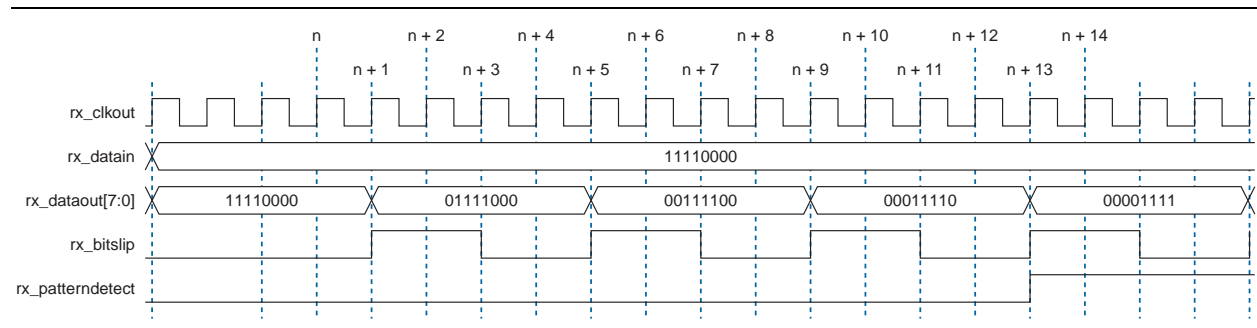 n n + 2 n + 4 n + 6 n + 8 n + 10 n + 12 n + 14
n + 1 n + 3 n + 5 n + 7 n + 9 n + 11 n + 13
rx_clkout
rx_datain 11110000
rx_dataout[7:0] 11110000 01111000 00111100 00011110 00001111
rx_bitslip
rx_patterndetect